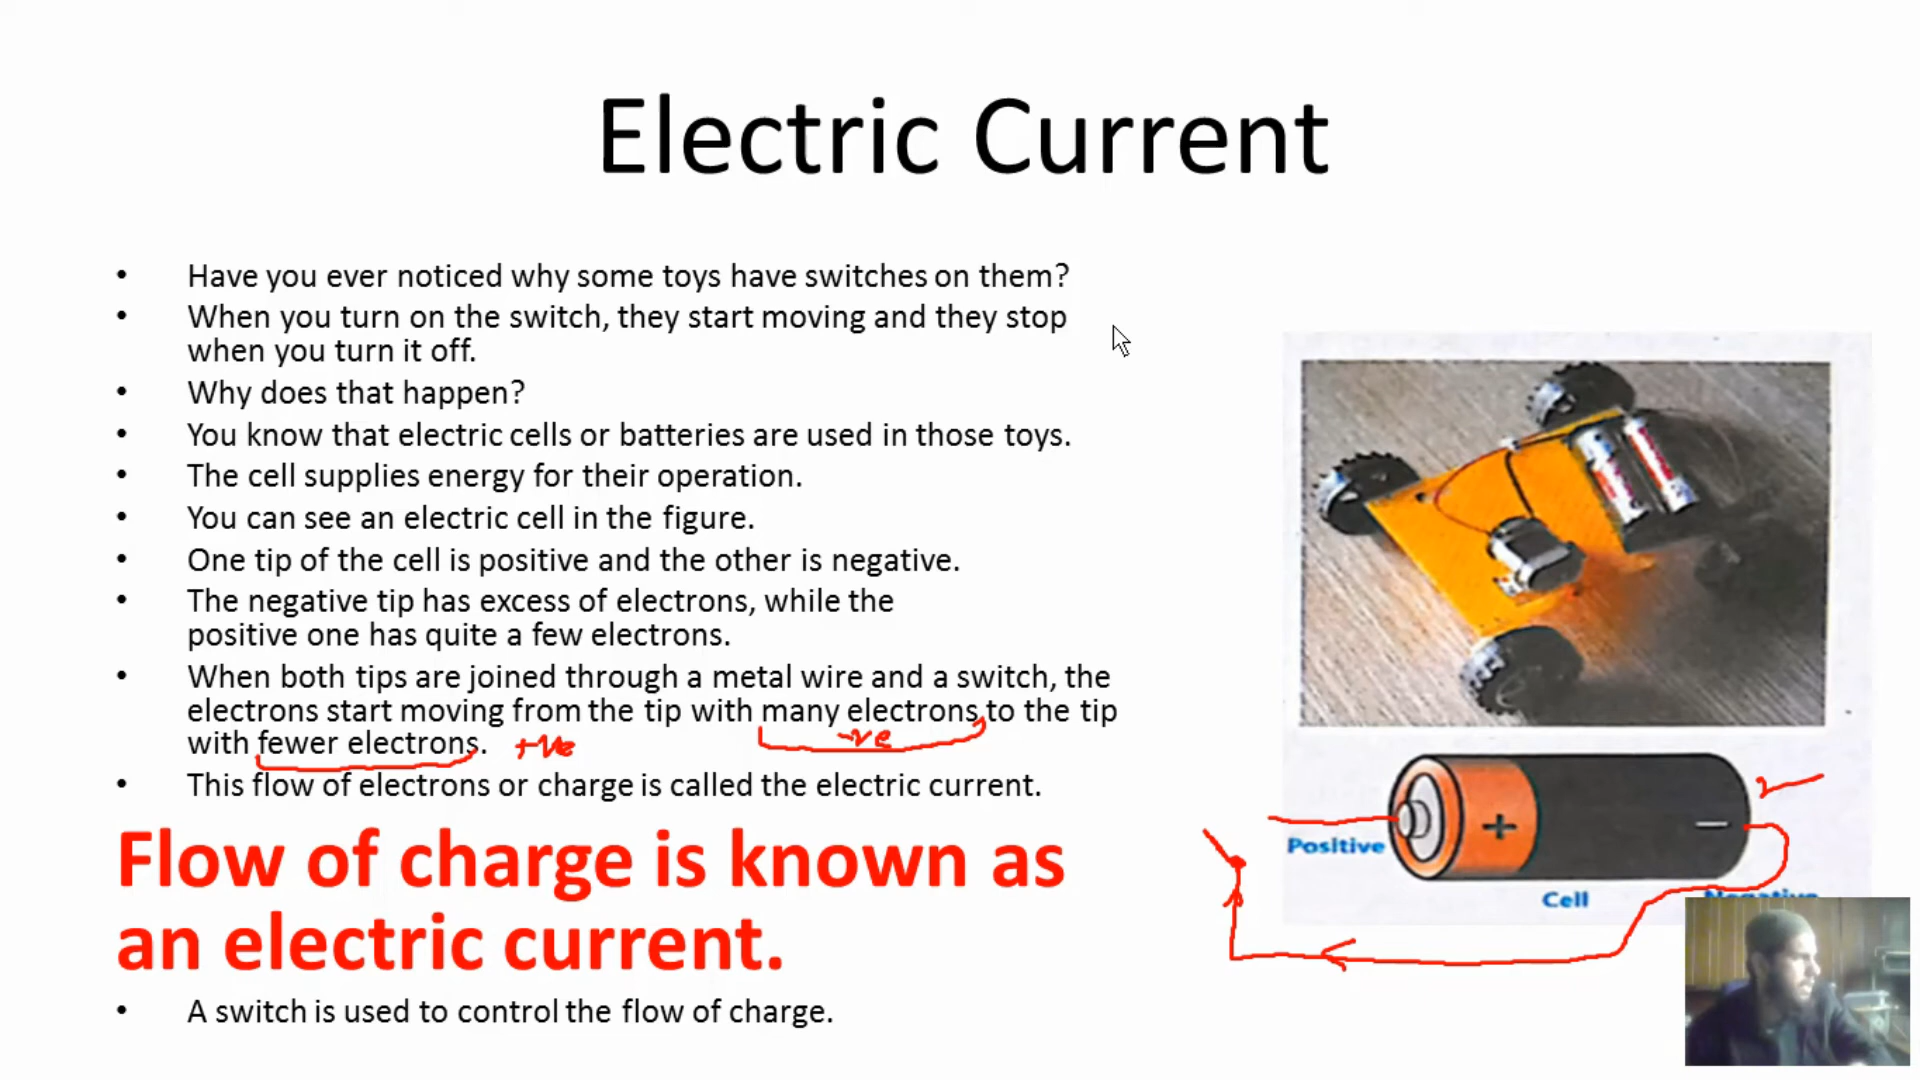 Electric Current
• Have you ever noticed why some toys have switches on them?
• When you turn on the switch, they start moving and they stop
when you turn it off.
• Why does that happen?
• You know that electric cells or batteries are used in those toys.
• The cell supplies energy for their operation.
• You can see an electric cell in the figure.
• One tip of the cell is positive and the other is negative.
• The negative tip has excess of electrons, while the
positive one has quite a few electrons.
• When both tips are joined through a metal wire and a switch, the
electrons start moving from the tip with many electrons to the tip
with fewer electrons. +ve
-ve
• This flow of electrons or charge is called the electric current.
Flow of charge is known as
an electric current.
• A switch is used to control the flow of charge.
+ −
Positive
Cell
Negative